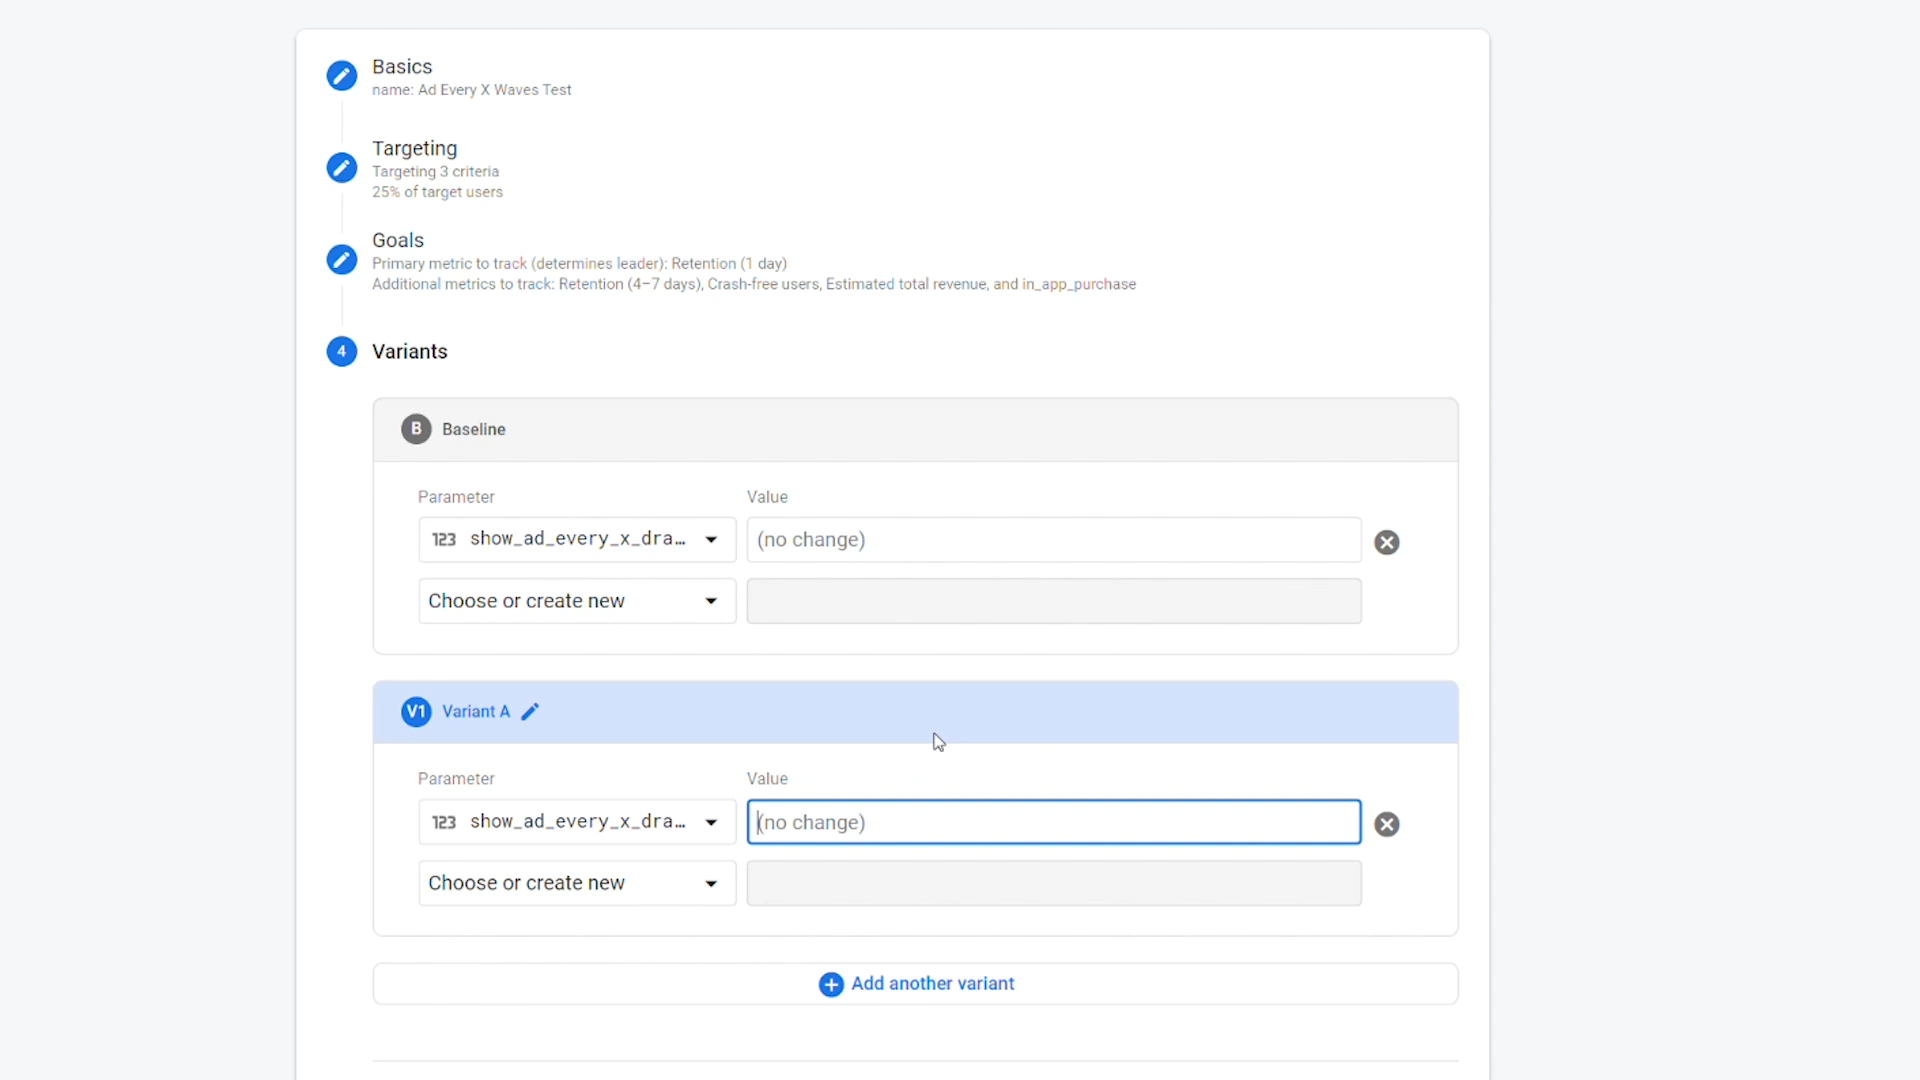 Basics
name: Ad Every X Waves Test
Targeting
Targeting 3 criteria
25% of target users
Goals
Primary metric to track (determines leader): Retention (1 day)
Additional metrics to track: Retention (4–7 days), Crash-free users, Estimated total revenue, and in_app_purchase
4 Variants
B Baseline
Parameter Value
123 show_ad_every_x_dra… (no change)
Choose or create new
V1 Variant A
Parameter Value
123 show_ad_every_x_dra… (no change)
Choose or create new
Add another variant